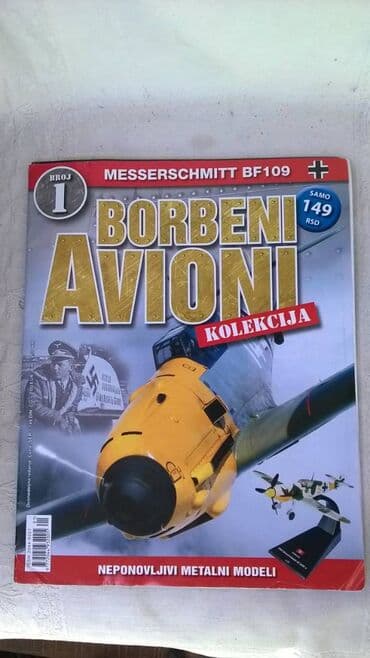 MESSERSCHMITT BF109
BROJ
1
SAMO
149
RSD
BORBENI
AVIONI
KOLEKCIJA
NEPONOVLJIVI METALNI MODELI